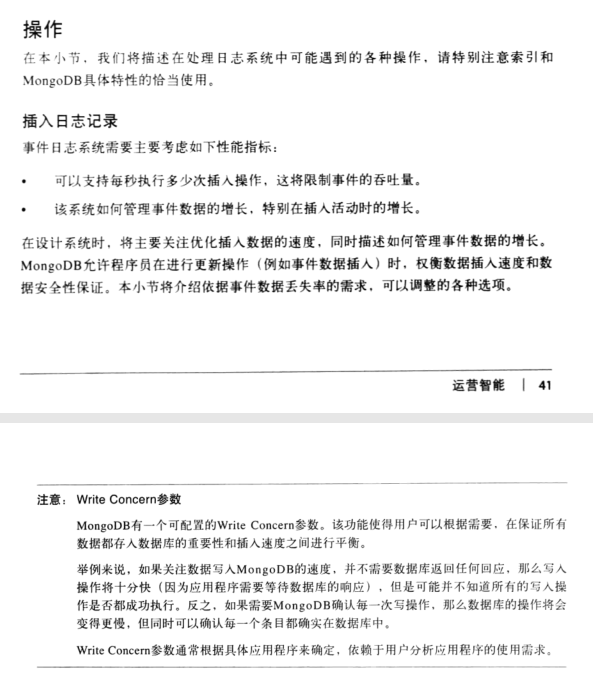 操作
在本小节，我们将描述在处理日志系统中可能遇到的各种操作，请特别注意索引和
MongoDB具体特性的恰当使用。
插入日志记录
事件日志系统需要主要考虑如下性能指标：
• 可以支持每秒执行多少次插入操作，这将限制事件的吞吐量。
• 该系统如何管理事件数据的增长，特别在插入活动时的增长。
在设计系统时，将主要关注优化插入数据的速度，同时描述如何管理事件数据的增长。
MongoDB允许程序员在进行更新操作（例如事件数据插入）时，权衡数据插入速度和数
据安全性保证。本小节将介绍依据事件数据丢失率的需求，可以调整的各种选项。
运营智能 | 41
注意： Write Concern参数
MongoDB有一个可配置的Write Concern参数。该功能使得用户可以根据需要，在保证所有
数据都存入数据库的重要性和插入速度之间进行平衡。
举例来说，如果关注数据写入MongoDB的速度，并不需要数据库返回任何回应，那么写入
操作将十分快（因为应用程序需要等待数据库的响应），但是可能并不知道所有的写入操
作是否都成功执行。反之，如果需要MongoDB确认每一次写操作，那么数据库的操作将会
变得更慢，但同时可以确认每一个条目都确实在数据库中。
Write Concern参数通常根据具体应用程序来确定，依赖于用户分析应用程序的使用需求。